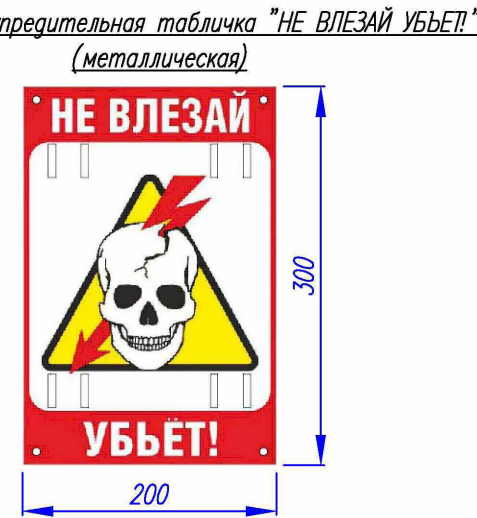 предительная табличка "НЕ ВЛЕЗАЙ УБЬЕТ!"
(металлическая)
НЕ ВЛЕЗАЙ
300
УБЬЁТ!
200